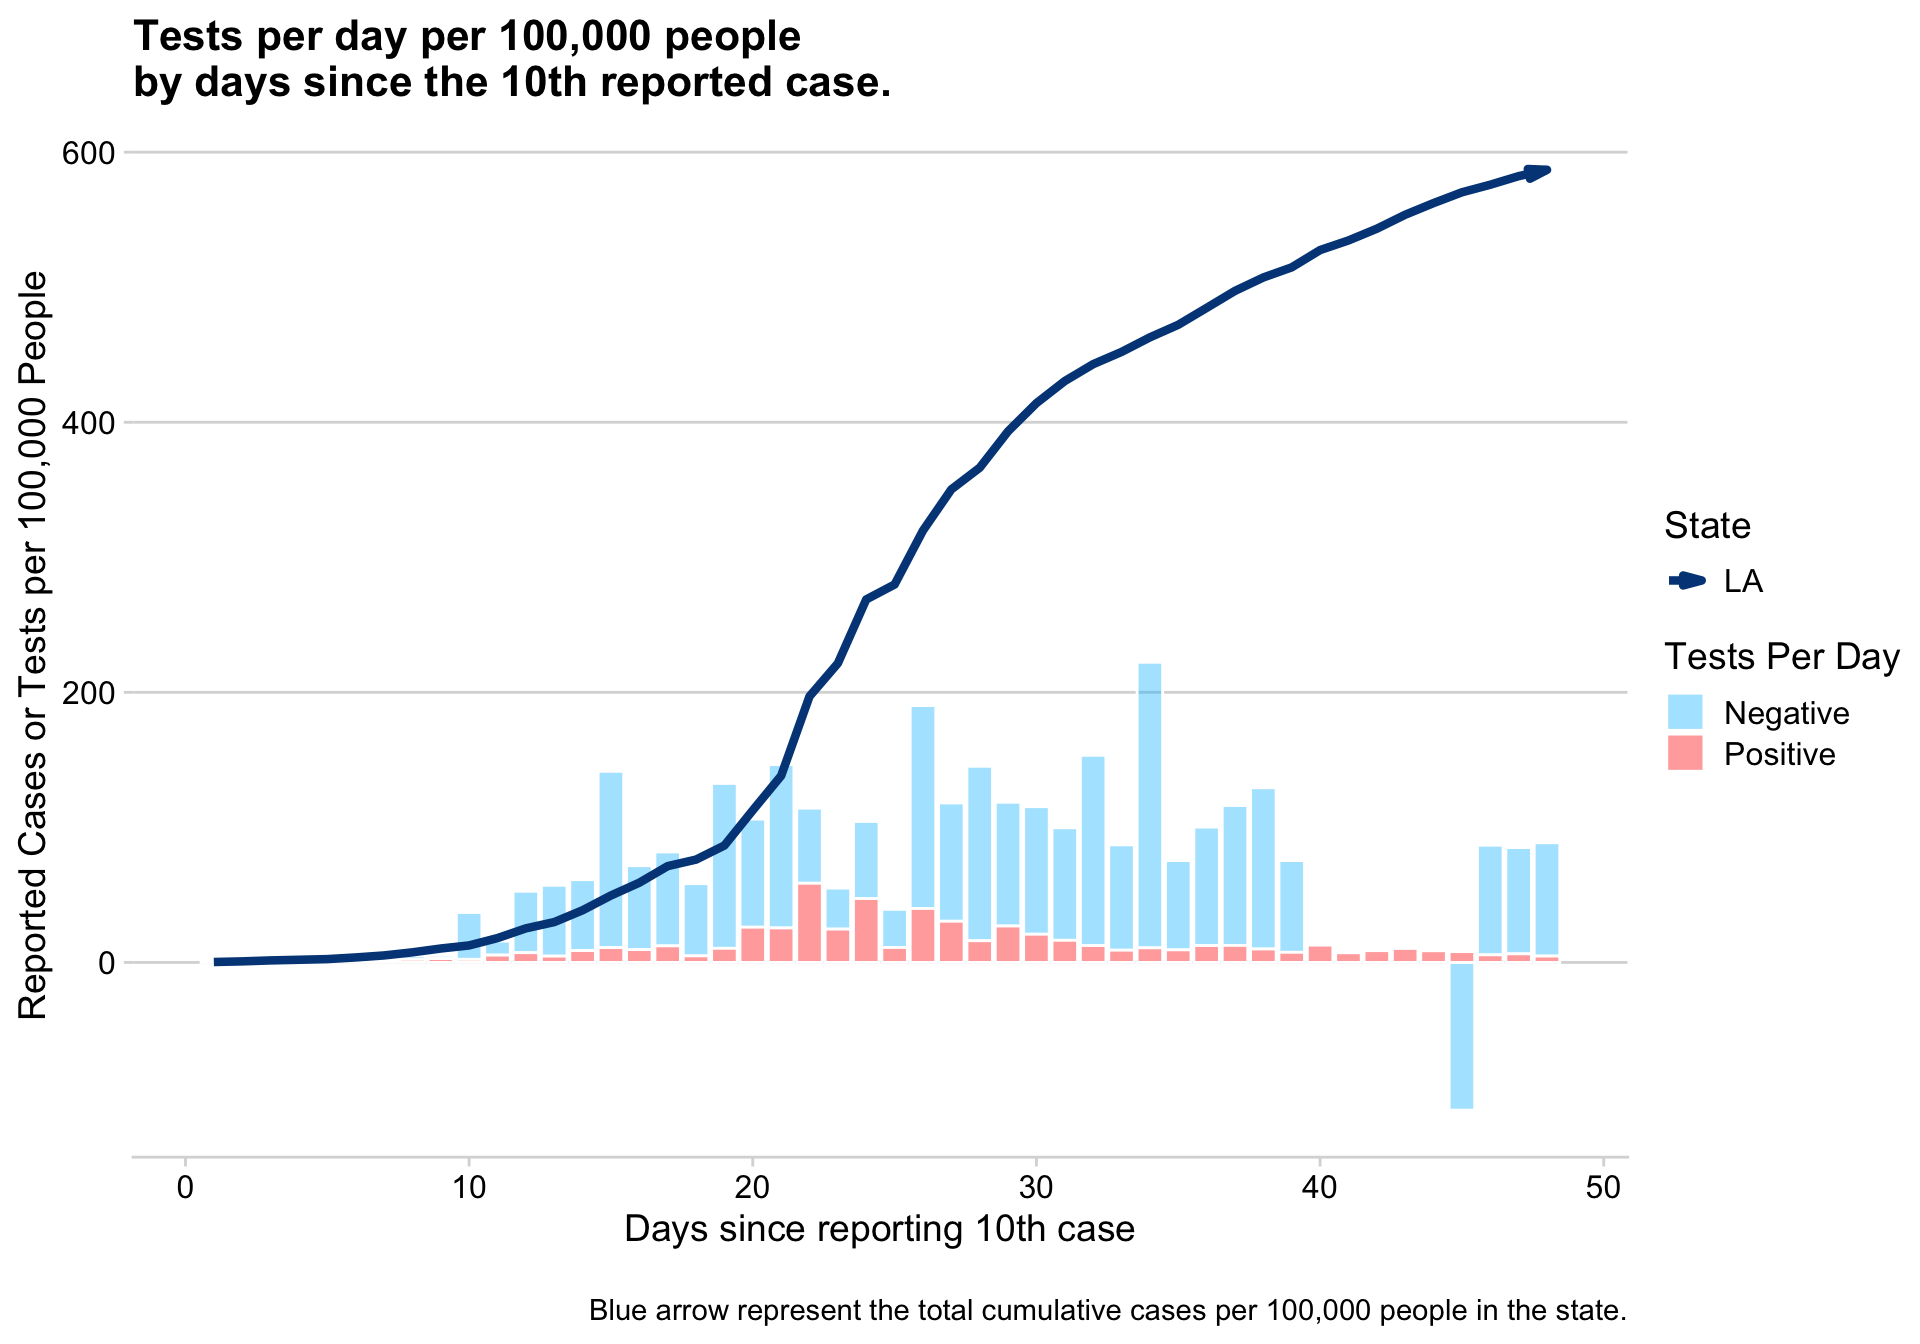 Tests per day per 100,000 people
by days since the 10th reported case.
Reported Cases or Tests per 100,000 People
600
400
200
0
0
10
20
30
40
50
Days since reporting 10th case
State
LA
Tests Per Day
Negative
Positive
Blue arrow represent the total cumulative cases per 100,000 people in the state.